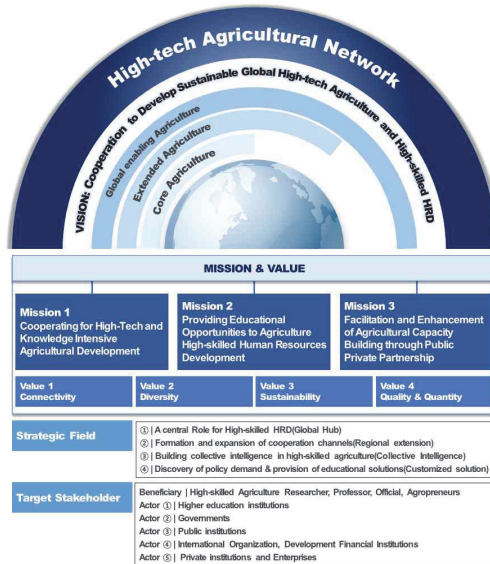 High-tech Agricultural Network
VISION: Cooperation to Develop Sustainable Global High-tech Agriculture and High-skilled HRD
Global enabling Agriculture
Extended Agriculture
Core Agriculture
MISSION & VALUE
Mission 1
Cooperating for High-Tech and
Knowledge Intensive
Agricultural Development
Mission 2
Providing Educational
Opportunities to Agriculture
High-skilled Human Resources
Development
Mission 3
Facilitation and Enhancement
of Agricultural Capacity
Building through Public
Private Partnership
Value 1
Connectivity
Value 2
Diversity
Value 3
Sustainability
Value 4
Quality & Quantity
Strategic Field
① | A central Role for High-skilled HRD(Global Hub)
② | Formation and expansion of cooperation channels(Regional extension)
③ | Building collective intelligence in high-skilled agriculture(Collective Intelligence)
④ | Discovery of policy demand & provision of educational solutions(Customized solution)
Target Stakeholder
Beneficiary | High-skilled Agriculture Researcher, Professor, Official, Agropreneurs
Actor ① | Higher education institutions
Actor ② | Governments
Actor ③ | Public institutions
Actor ④ | International Organization, Development Financial Institutions
Actor ⑤ | Private institutions and Enterprises